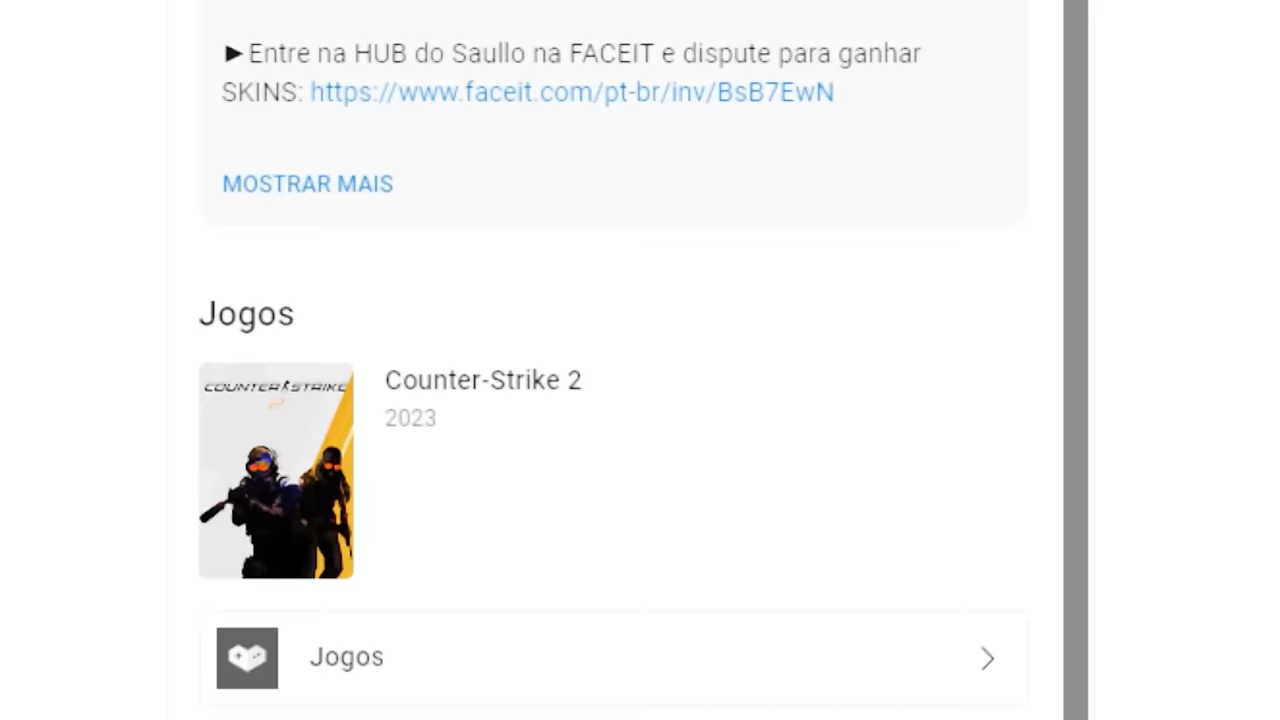 ►Entre na HUB do Saullo na FACEIT e dispute para ganhar
SKINS: https://www.faceit.com/pt-br/inv/BsB7EwN
MOSTRAR MAIS
Jogos
COUNTER STRIKE
2
Counter-Strike 2
2023
Jogos